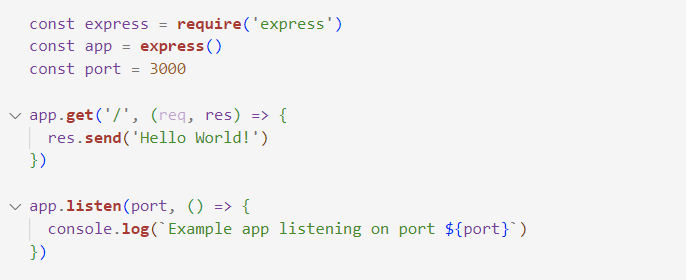 const express = require('express')
const app = express()
const port = 3000
app.get('/', (req, res) => {
res.send('Hello World!')
})
app.listen(port, () => {
console.log(`Example app listening on port ${port}`)
})